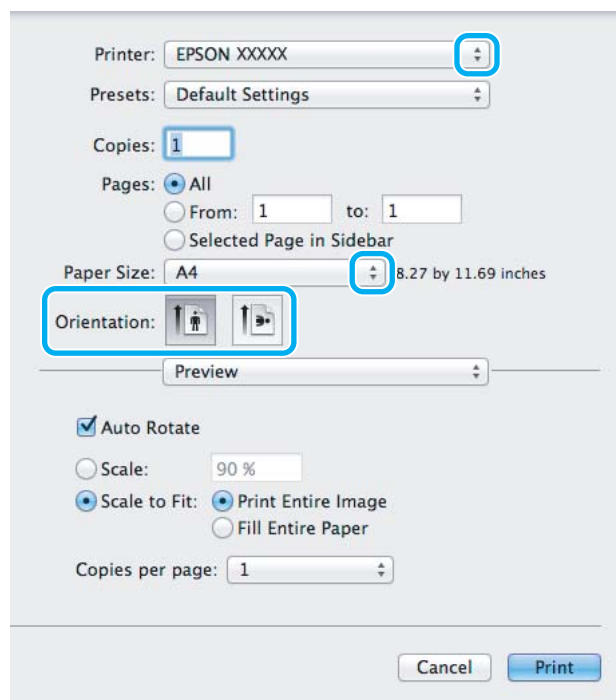 Printer: EPSON XXXXX
Presets: Default Settings
Copies: 1
Pages: All
From: 1 to: 1
Selected Page in Sidebar
Paper Size: A4 8.27 by 11.69 inches
Orientation:
Preview
Auto Rotate
Scale: 90 %
Scale to Fit: Print Entire Image
Fill Entire Paper
Copies per page: 1
Cancel Print